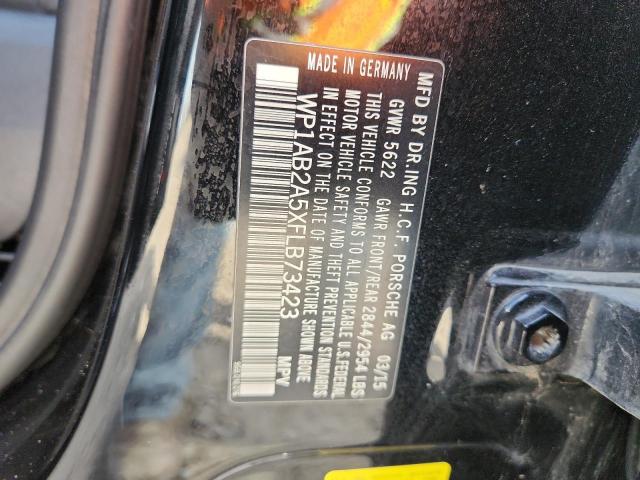 MFD BY DR.ING H.C.F. PORSCHE AG 03/15
GVWR 5622 GAWR FRONT/REAR 2844/2954 LBS
THIS VEHICLE CONFORMS TO ALL APPLICABLE U.S.FEDERAL
MOTOR VEHICLE SAFETY AND THEFT PREVENTION STANDARDS
IN EFFECT ON THE DATE OF MANUFACTURE SHOWN ABOVE
WP1AB2A5XFLB73423 MPV
MADE IN GERMANY